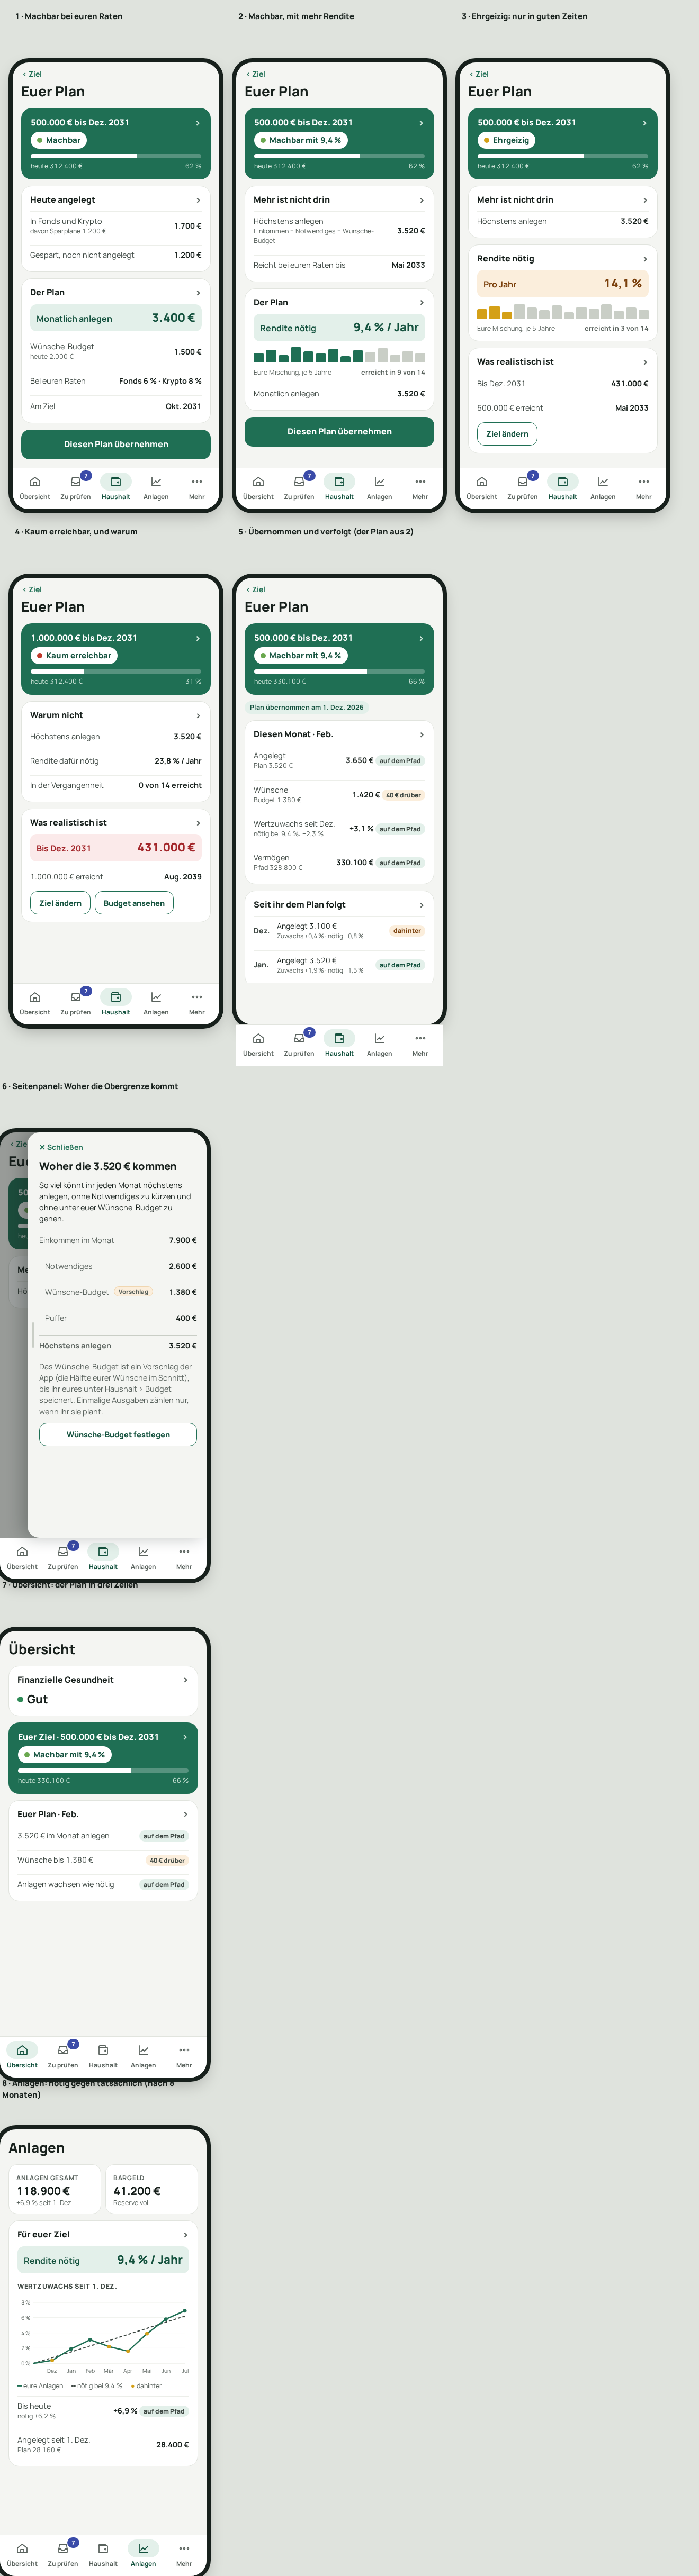 1 · Machbar bei euren Raten
2 · Machbar, mit mehr Rendite
3 · Ehrgeizig: nur in guten Zeiten
‹ Ziel
Euer Plan
500.000 € bis Dez. 2031 ›
Machbar
heute 312.400 € 62 %
Heute angelegt ›
In Fonds und Krypto
davon Sparpläne 1.200 €
1.700 €
Gespart, noch nicht angelegt 1.200 €
Der Plan ›
Monatlich anlegen 3.400 €
Wünsche-Budget
heute 2.000 €
1.500 €
Bei euren Raten Fonds 6 % · Krypto 8 %
Am Ziel Okt. 2031
Diesen Plan übernehmen
7
Übersicht Zu prüfen Haushalt Anlagen Mehr
‹ Ziel
Euer Plan
500.000 € bis Dez. 2031 ›
Machbar mit 9,4 %
heute 312.400 € 62 %
Mehr ist nicht drin ›
Höchstens anlegen
Einkommen − Notwendiges − Wünsche-
Budget
3.520 €
Reicht bei euren Raten bis Mai 2033
Der Plan ›
Rendite nötig 9,4 % / Jahr
Eure Mischung, je 5 Jahre erreicht in 9 von 14
Monatlich anlegen 3.520 €
Diesen Plan übernehmen
7
Übersicht Zu prüfen Haushalt Anlagen Mehr
‹ Ziel
Euer Plan
500.000 € bis Dez. 2031 ›
Ehrgeizig
heute 312.400 € 62 %
Mehr ist nicht drin ›
Höchstens anlegen 3.520 €
Rendite nötig ›
Pro Jahr 14,1 %
Eure Mischung, je 5 Jahre erreicht in 3 von 14
Was realistisch ist ›
Bis Dez. 2031 431.000 €
500.000 € erreicht Mai 2033
Ziel ändern
7
Übersicht Zu prüfen Haushalt Anlagen Mehr
4 · Kaum erreichbar, und warum
5 · Übernommen und verfolgt (der Plan aus 2)
‹ Ziel
Euer Plan
1.000.000 € bis Dez. 2031 ›
Kaum erreichbar
heute 312.400 € 31 %
Warum nicht ›
Höchstens anlegen 3.520 €
Rendite dafür nötig 23,8 % / Jahr
In der Vergangenheit 0 von 14 erreicht
Was realistisch ist ›
Bis Dez. 2031 431.000 €
1.000.000 € erreicht Aug. 2039
Ziel ändern Budget ansehen
7
Übersicht Zu prüfen Haushalt Anlagen Mehr
‹ Ziel
Euer Plan
500.000 € bis Dez. 2031 ›
Machbar mit 9,4 %
heute 330.100 € 66 %
Plan übernommen am 1. Dez. 2026
Diesen Monat · Feb. ›
Angelegt
Plan 3.520 €
3.650 € auf dem Pfad
Wünsche
Budget 1.380 €
1.420 € 40 € drüber
Wertzuwachs seit Dez.
nötig bei 9,4 %: +2,3 %
+3,1 % auf dem Pfad
Vermögen
Pfad 328.800 €
330.100 € auf dem Pfad
Seit ihr dem Plan folgt ›
Dez. Angelegt 3.100 €
Zuwachs +0,4 % · nötig +0,8 %
dahinter
Jan. Angelegt 3.520 €
Zuwachs +1,9 % · nötig +1,5 %
auf dem Pfad
7
Übersicht Zu prüfen Haushalt Anlagen Mehr
6 · Seitenpanel: Woher die Obergrenze kommt
✕ Schließen
Woher die 3.520 € kommen
So viel könnt ihr jeden Monat höchstens
anlegen, ohne Notwendiges zu kürzen und
ohne unter euer Wünsche-Budget zu
gehen.
Einkommen im Monat 7.900 €
− Notwendiges 2.600 €
− Wünsche-Budget Vorschlag 1.380 €
− Puffer 400 €
Höchstens anlegen 3.520 €
Das Wünsche-Budget ist ein Vorschlag der
App (die Hälfte eurer Wünsche im Schnitt),
bis ihr eures unter Haushalt › Budget
speichert. Einmalige Ausgaben zählen nur,
wenn ihr sie plant.
Wünsche-Budget festlegen
7
Übersicht Zu prüfen Haushalt Anlagen Mehr
7 · Übersicht: der Plan in drei Zeilen
Übersicht
Finanzielle Gesundheit ›
Gut
Euer Ziel · 500.000 € bis Dez. 2031 ›
Machbar mit 9,4 %
heute 330.100 € 66 %
Euer Plan · Feb. ›
3.520 € im Monat anlegen auf dem Pfad
Wünsche bis 1.380 € 40 € drüber
Anlagen wachsen wie nötig auf dem Pfad
7
Übersicht Zu prüfen Haushalt Anlagen Mehr
8 · Anlagen: nötig gegen tatsächlich (nach 8
Monaten)
Anlagen
ANLAGEN GESAMT
118.900 €
+6,9 % seit 1. Dez.
BARGELD
41.200 €
Reserve voll
Für euer Ziel ›
Rendite nötig 9,4 % / Jahr
WERTZUWACHS SEIT 1. DEZ.
8 %
6 %
4 %
2 %
0 %
Dez Jan Feb Mär Apr Mai Jun Jul
eure Anlagen nötig bei 9,4 % dahinter
Bis heute
nötig +6,2 %
+6,9 % auf dem Pfad
Angelegt seit 1. Dez.
Plan 28.160 €
28.400 €
7
Übersicht Zu prüfen Haushalt Anlagen Mehr